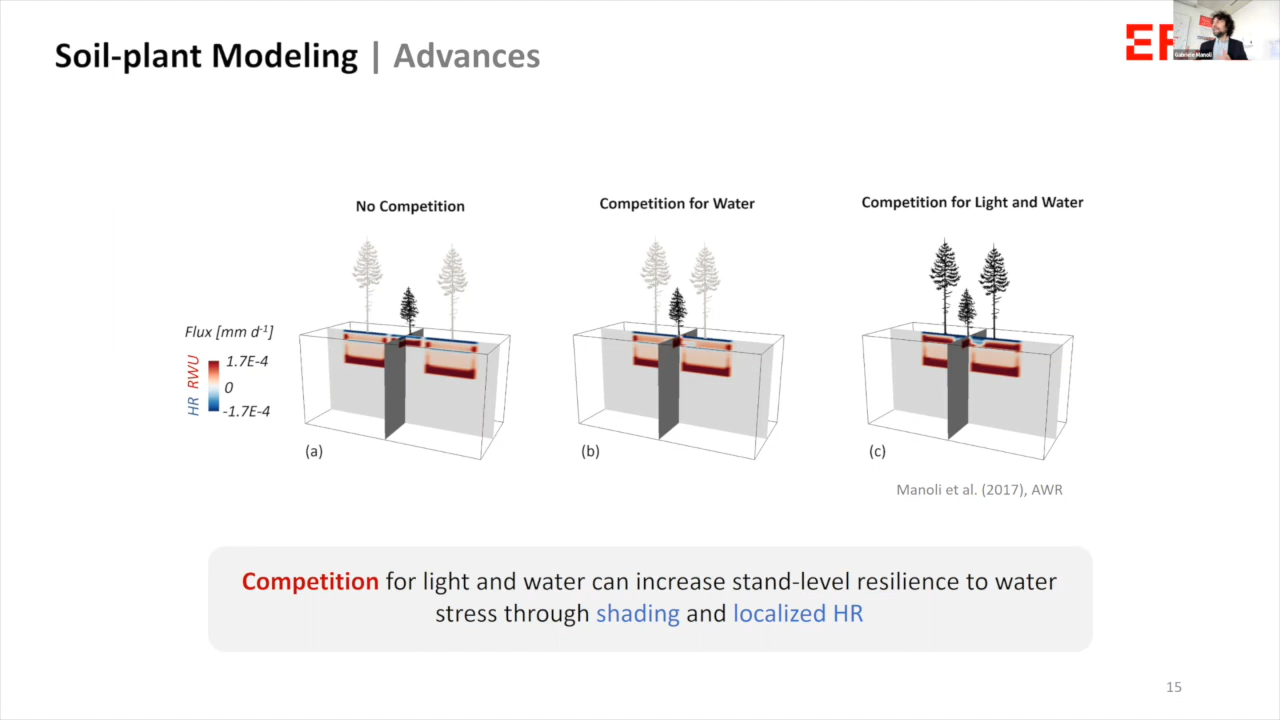 Soil-plant Modeling | Advances
Gabriele Manoli
No Competition
Competition for Water
Competition for Light and Water
Flux [mm d-1]
RWU
HR
1.7E-4
0
-1.7E-4
(a)
(b)
(c)
Manoli et al. (2017), AWR
Competition for light and water can increase stand-level resilience to water
stress through shading and localized HR
15